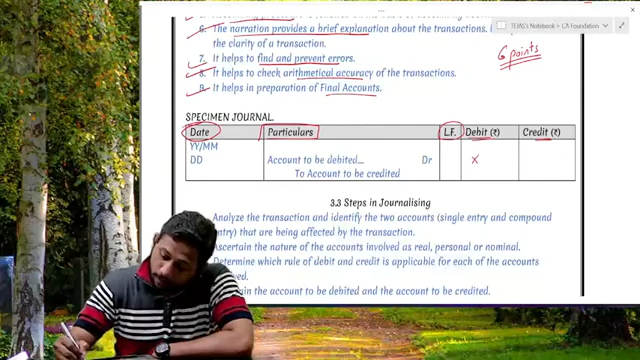 ...
TEJAS's Notebook > CA Foundation
6. The narration provides a brief explanation about the transactions.
the clarity of a transaction.
6 points
7. It helps to find and prevent errors.
8. It helps to check arithmetical accuracy of the transactions.
9. It helps in preparation of Final Accounts.
SPECIMEN JOURNAL.
Date Particulars L.F. Debit (₹) Credit (₹)
YY/MM
DD Account to be debited... Dr X
To Account to be credited
3.3 Steps in Journalising
Analyze the transaction and identify the two accounts (single entry and compound
entry) that are being affected by the transaction.
Ascertain the nature of the accounts involved as real, personal or nominal.
Determine which rule of debit and credit is applicable for each of the accounts
the account to be debited and the account to be credited.